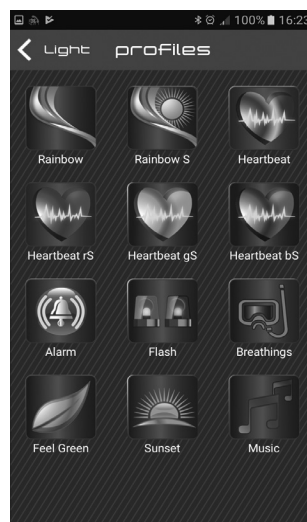 100% 16:23
Light profiles
Rainbow Rainbow S Heartbeat
Heartbeat rS Heartbeat gS Heartbeat bS
Alarm Flash Breathings
Feel Green Sunset Music